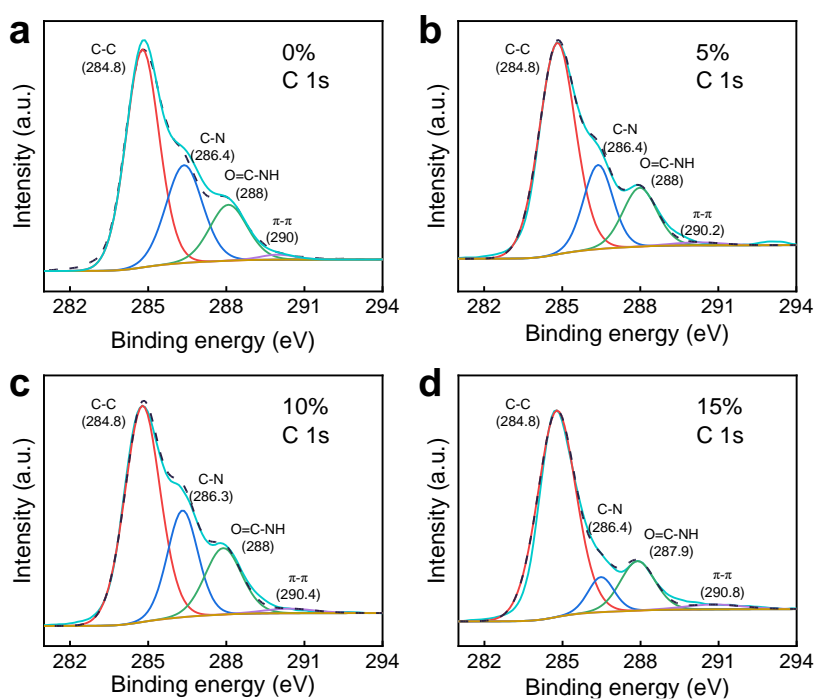 a
0%
C 1s
C-C
(284.8)
C-N
(286.4)
O=C-NH
(288)
π-π
(290)
Intensity (a.u.)
282 285 288 291 294
Binding energy (eV)
b
5%
C 1s
C-C
(284.8)
C-N
(286.4)
O=C-NH
(288)
π-π
(290.2)
Intensity (a.u.)
282 285 288 291 294
Binding energy (eV)
c
10%
C 1s
C-C
(284.8)
C-N
(286.3)
O=C-NH
(288)
π-π
(290.4)
Intensity (a.u.)
282 285 288 291 294
Binding energy (eV)
d
15%
C 1s
C-C
(284.8)
C-N
(286.4)
O=C-NH
(287.9)
π-π
(290.8)
Intensity (a.u.)
282 285 288 291 294
Binding energy (eV)